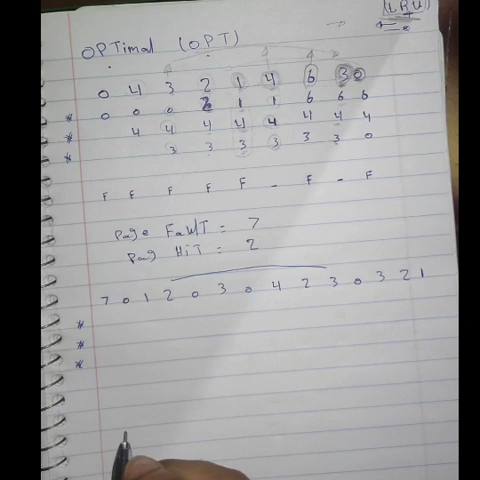 (LRU)
OPTimal (OPT)
0 4 3 2 1 4 6 3 0
* 0 0 0 2 1 1 6 6 6
* 4 4 4 4 4 4 4 4
* 3 3 3 3 3 3 0
F F F F F - F - F
Page FaulT = 7
Pag HiT = 2
7 0 1 2 0 3 0 4 2 3 0 3 2 1
*
*
*